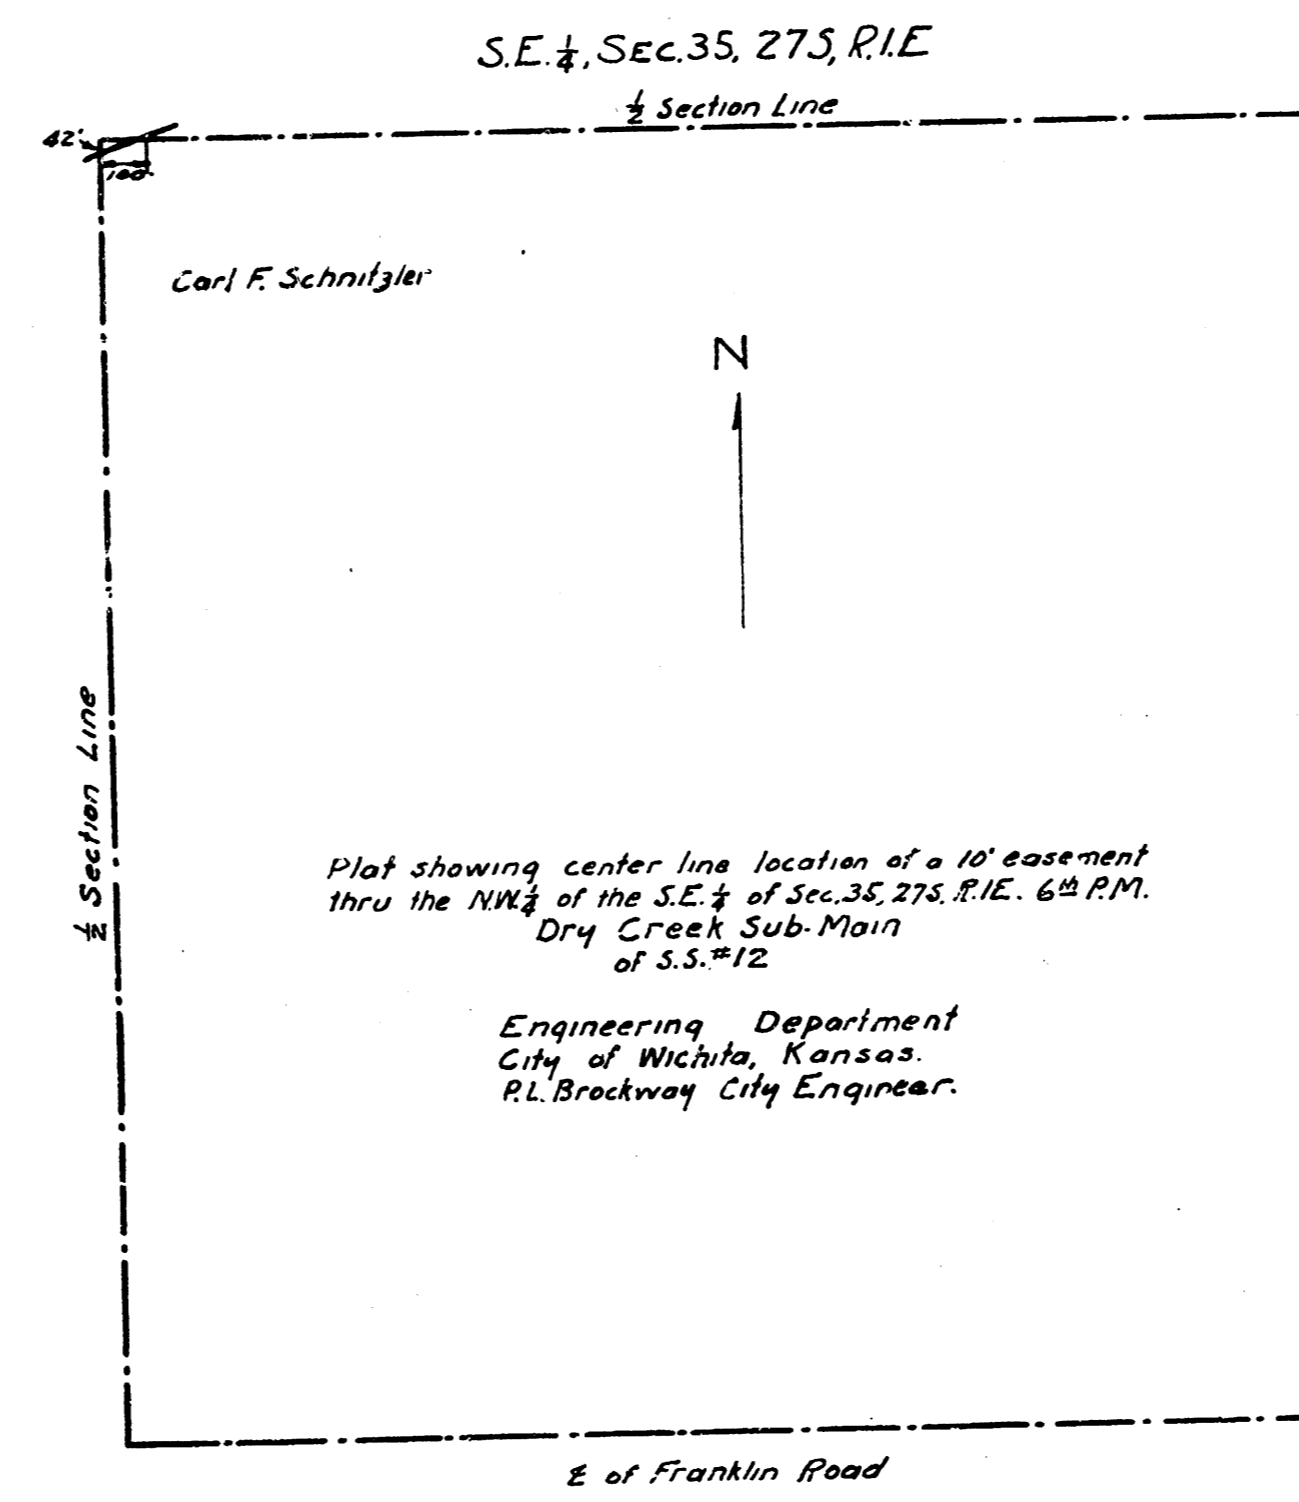 S.E. ¼, SEC. 35, 27S, R.1.E
½ Section Line
42'
100'
Carl F. Schnitzler
N
½ Section Line
Plat showing center line location of a 10' easement
thru the N.W. ¼ of the S.E. ¼ of Sec. 35, 27S. R.1E. 6th P.M.
Dry Creek Sub-Main
of S.S. #12
Engineering Department
City of Wichita, Kansas.
P.L. Brockway City Engineer.
℄ of Franklin Road